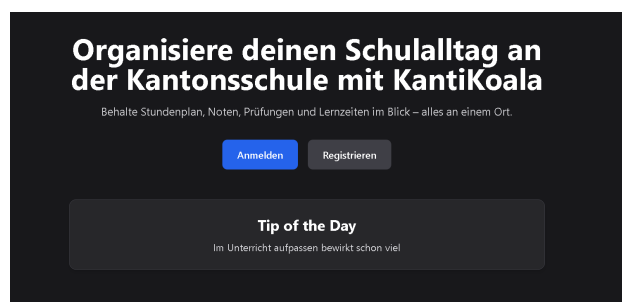 Organisiere deinen Schulalltag an
der Kantonsschule mit KantiKoala
Behalte Stundenplan, Noten, Prüfungen und Lernzeiten im Blick – alles an einem Ort.
Anmelden
Registrieren
Tip of the Day
Im Unterricht aufpassen bewirkt schon viel